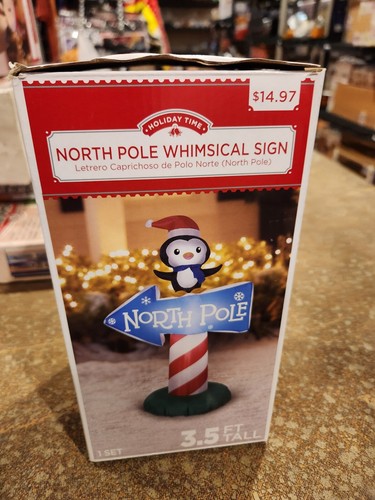 $14.97
HOLIDAY TIME
NORTH POLE WHIMSICAL SIGN
Letrero Caprichoso de Polo Norte (North Pole)
NORTH POLE
1 SET
3.5 FT TALL